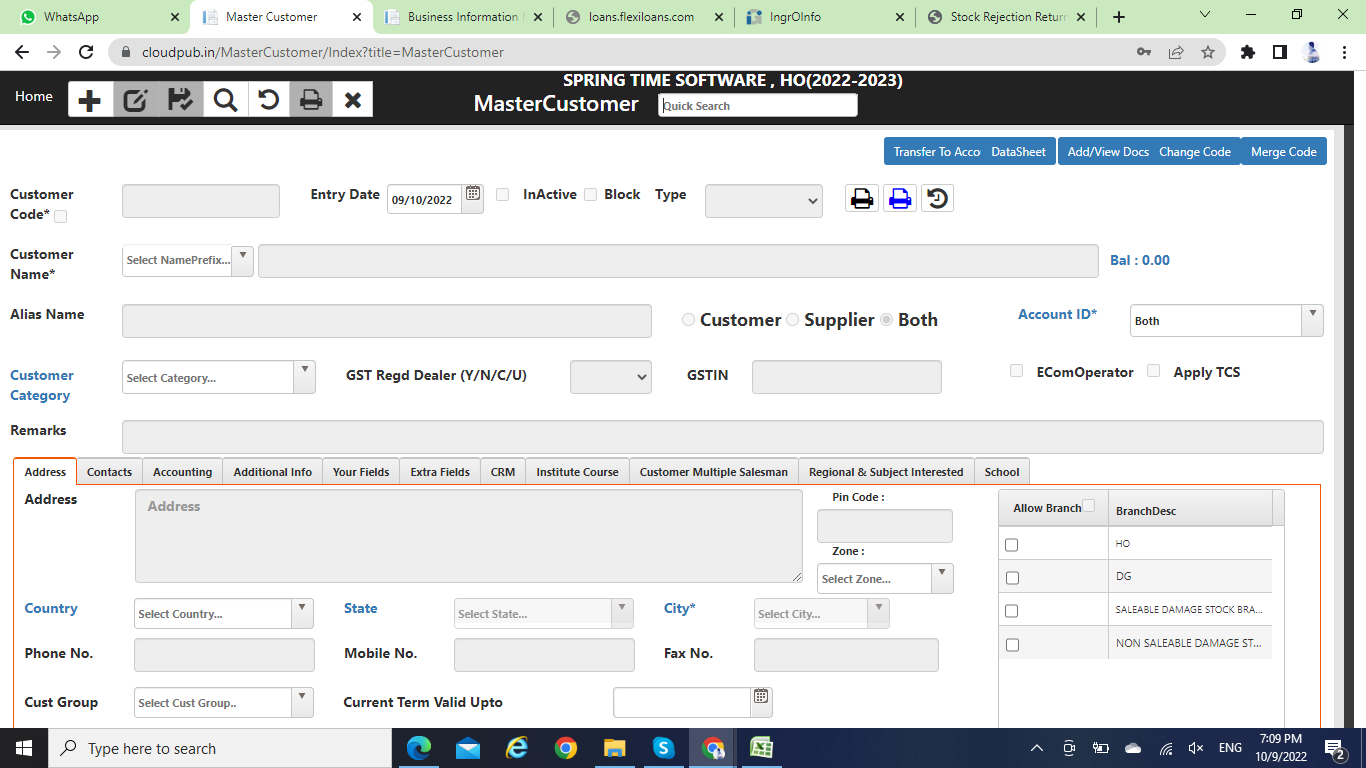 WhatsApp
Master Customer
Business Information
loans.flexiloans.com
IngrOInfo
Stock Rejection Return
cloudpub.in/MasterCustomer/Index?title=MasterCustomer
SPRING TIME SOFTWARE , HO(2022-2023)
Home
MasterCustomer
Quick Search
Transfer To Acco
DataSheet
Add/View Docs
Change Code
Merge Code
Customer Code*
Entry Date
09/10/2022
InActive
Block
Type
Customer Name*
Select NamePrefix...
Bal : 0.00
Alias Name
Customer
Supplier
Both
Account ID*
Both
Customer Category
Select Category...
GST Regd Dealer (Y/N/C/U)
GSTIN
EComOperator
Apply TCS
Remarks
Address
Contacts
Accounting
Additional Info
Your Fields
Extra Fields
CRM
Institute Course
Customer Multiple Salesman
Regional & Subject Interested
School
Address
Address
Pin Code :
Zone :
Select Zone...
Allow Branch
BranchDesc
HO
DG
SALEABLE DAMAGE STOCK BRA...
NON SALEABLE DAMAGE ST...
Country
Select Country...
State
Select State...
City*
Select City...
Phone No.
Mobile No.
Fax No.
Cust Group
Select Cust Group..
Current Term Valid Upto
Type here to search
ENG
7:09 PM
10/9/2022
2